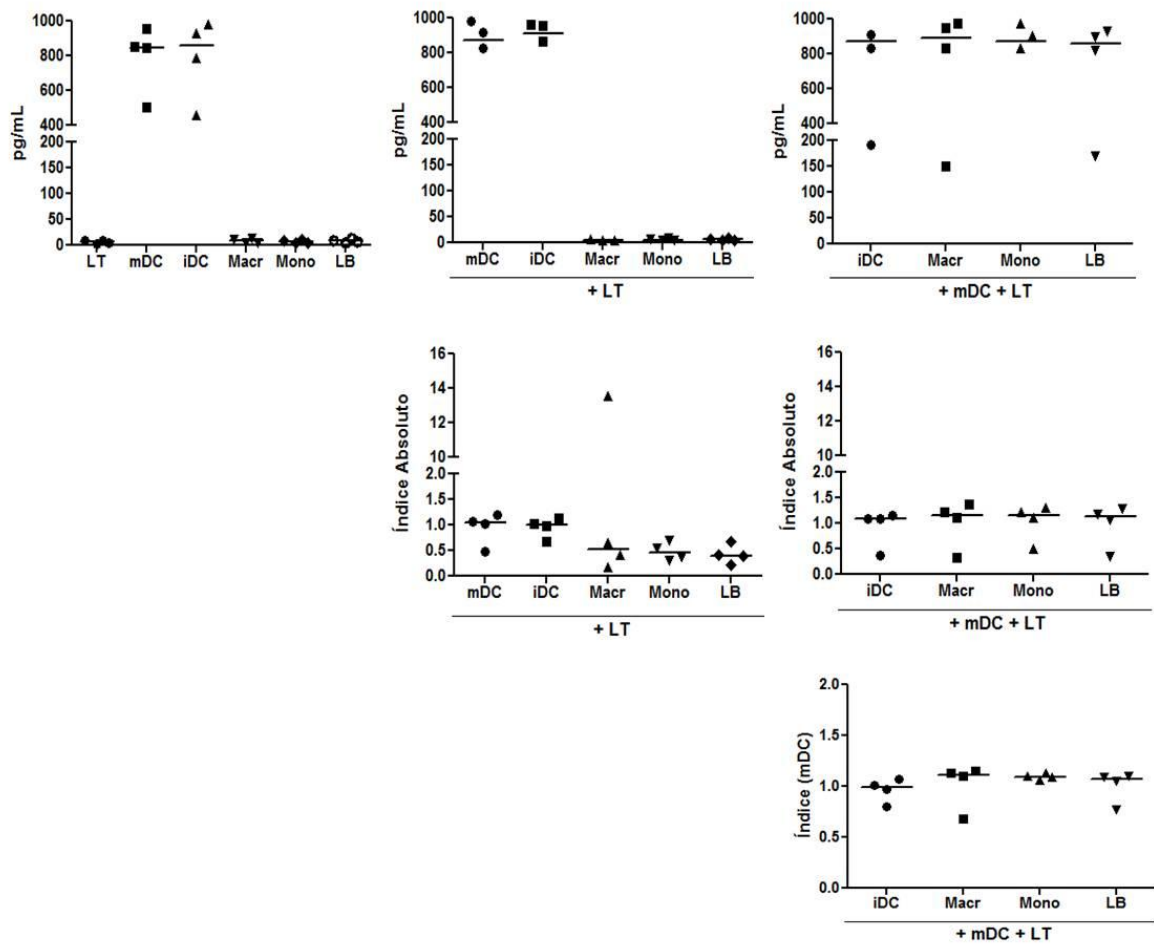 1000
800
600
400
200
150
100
50
0
pg/mL
LT mDC iDC Macr Mono LB
1000
800
600
400
200
150
100
50
0
pg/mL
mDC iDC Macr Mono LB
+ LT
1000
800
600
400
200
150
100
50
0
pg/mL
iDC Macr Mono LB
+ mDC + LT
16
14
12
10
2.0
1.5
1.0
0.5
0.0
Índice Absoluto
mDC iDC Macr Mono LB
+ LT
16
14
12
10
2.0
1.5
1.0
0.5
0.0
Índice Absoluto
iDC Macr Mono LB
+ mDC + LT
2.0
1.5
1.0
0.5
0.0
Índice (mDC)
iDC Macr Mono LB
+ mDC + LT